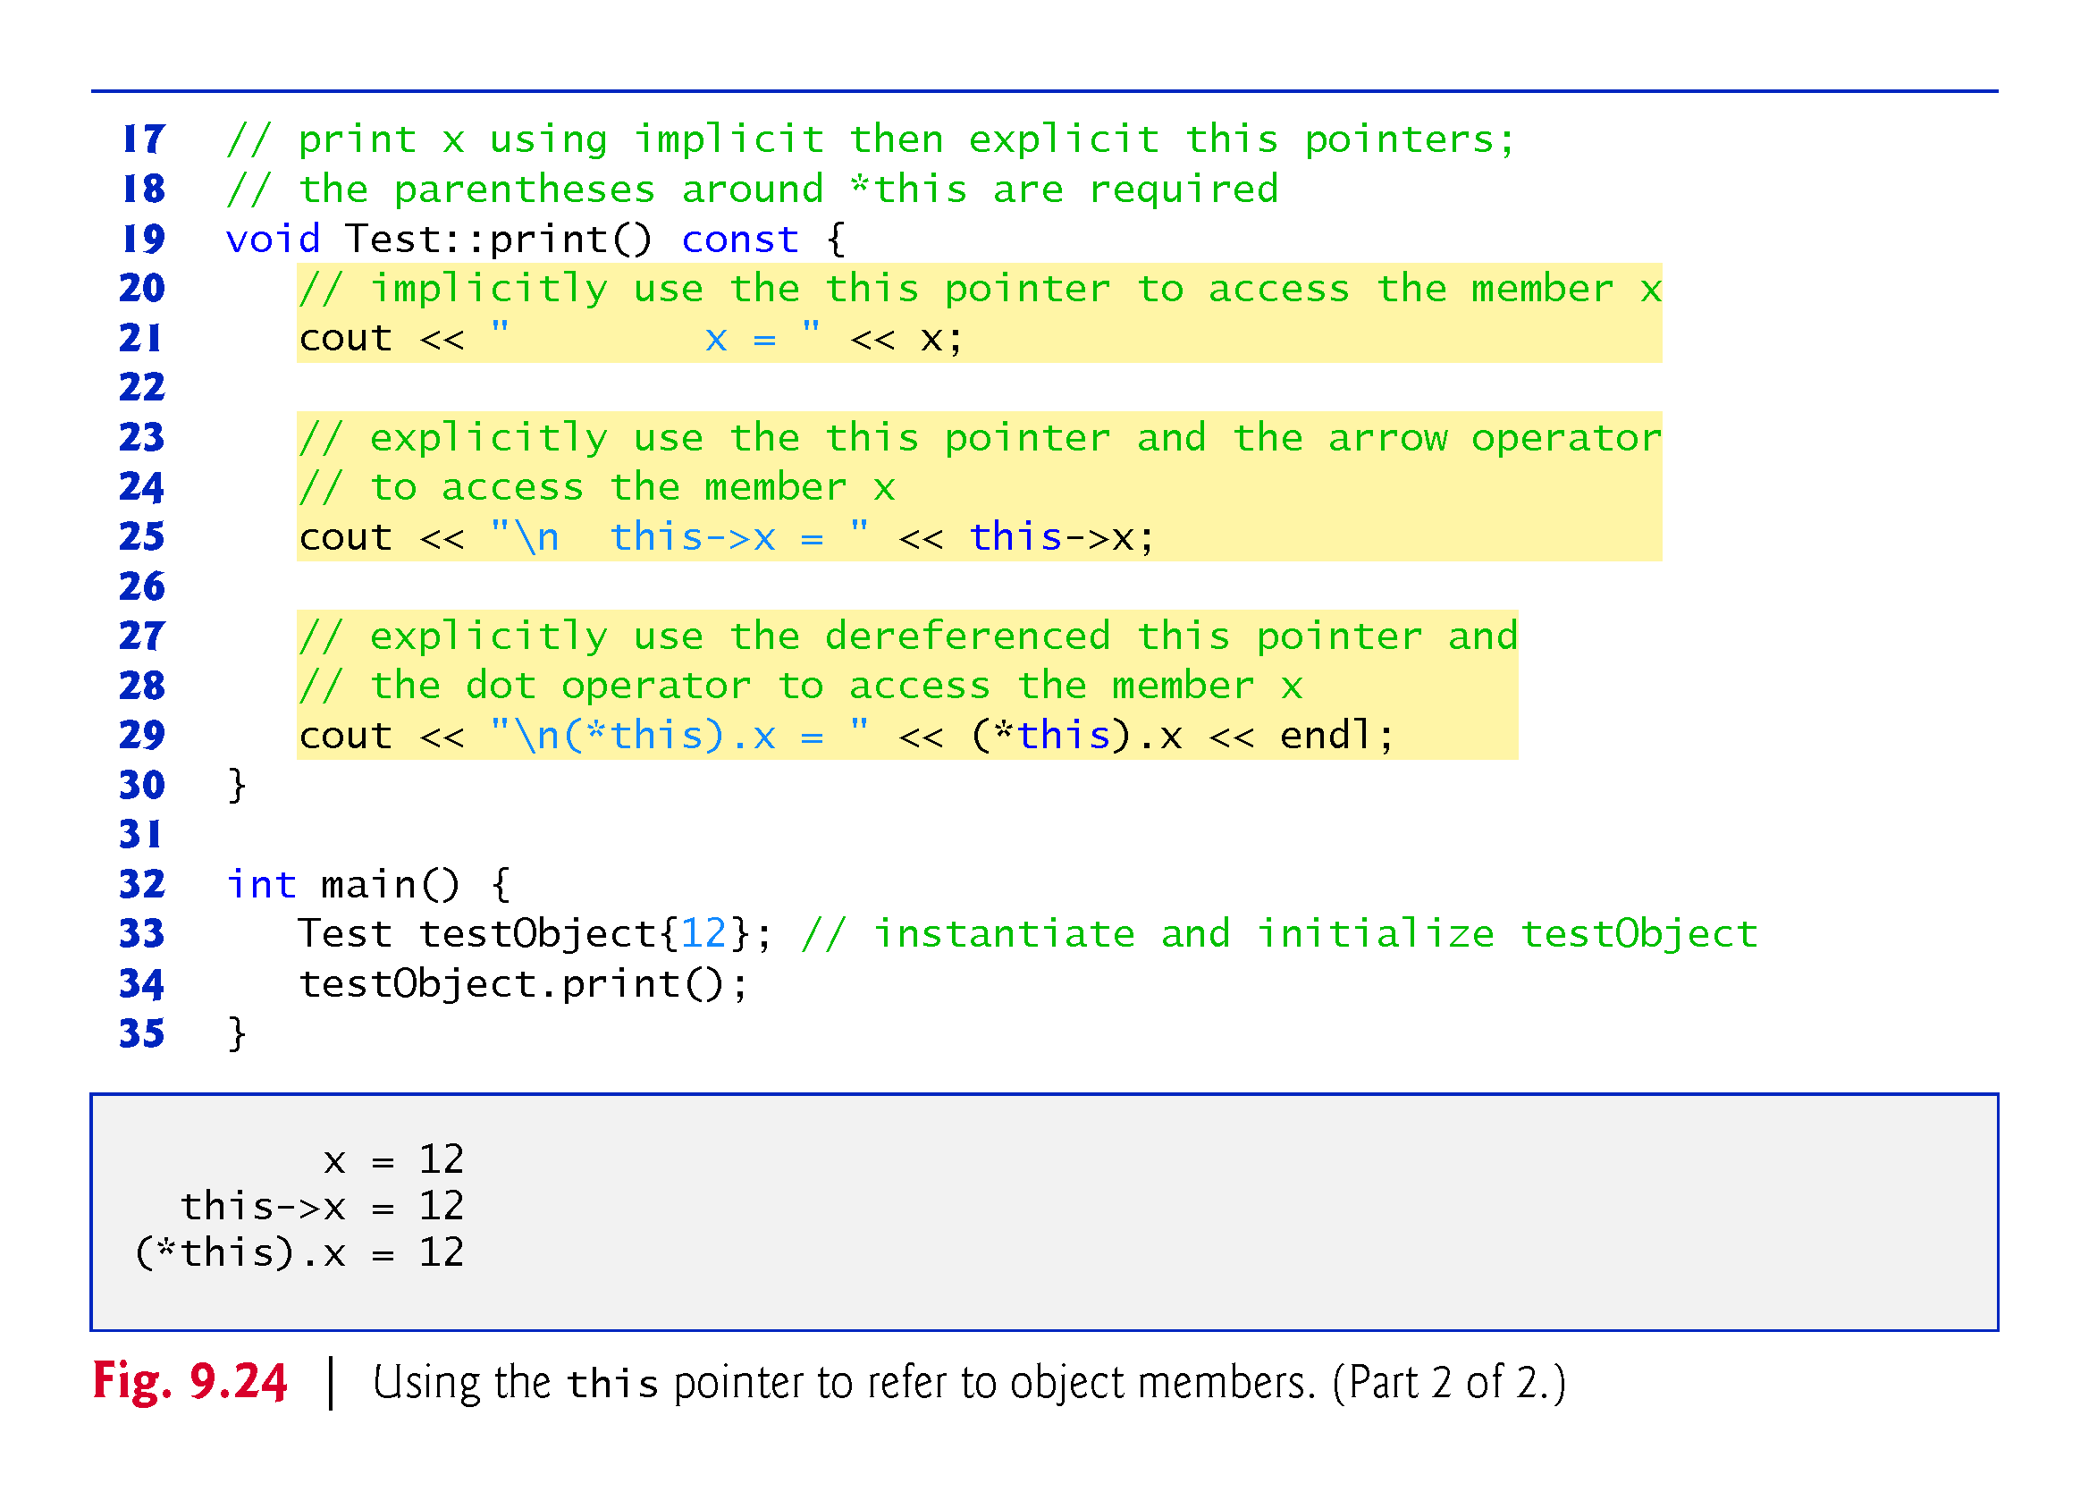 17 // print x using implicit then explicit this pointers;
18 // the parentheses around *this are required
19 void Test::print() const {
20    // implicitly use the this pointer to access the member x
21    cout << "        x = " << x;
22
23    // explicitly use the this pointer and the arrow operator
24    // to access the member x
25    cout << "\n  this->x = " << this->x;
26
27    // explicitly use the dereferenced this pointer and
28    // the dot operator to access the member x
29    cout << "\n(*this).x = " << (*this).x << endl;
30 }
31
32 int main() {
33    Test testObject{12}; // instantiate and initialize testObject
34    testObject.print();
35 }
        x = 12
  this->x = 12
(*this).x = 12
Fig. 9.24 | Using the this pointer to refer to object members. (Part 2 of 2.)